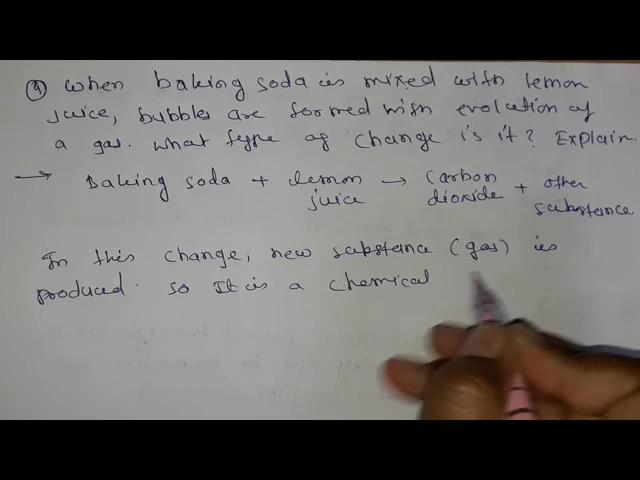 9) When baking soda is mixed with lemon
juice, bubbles are formed with evolution of
a gas. what type of change is it? Explain.
→ Baking soda + lemon juice → Carbon dioxide + other substance
In this change, new substance (gas) is
produced. so It is a chemical